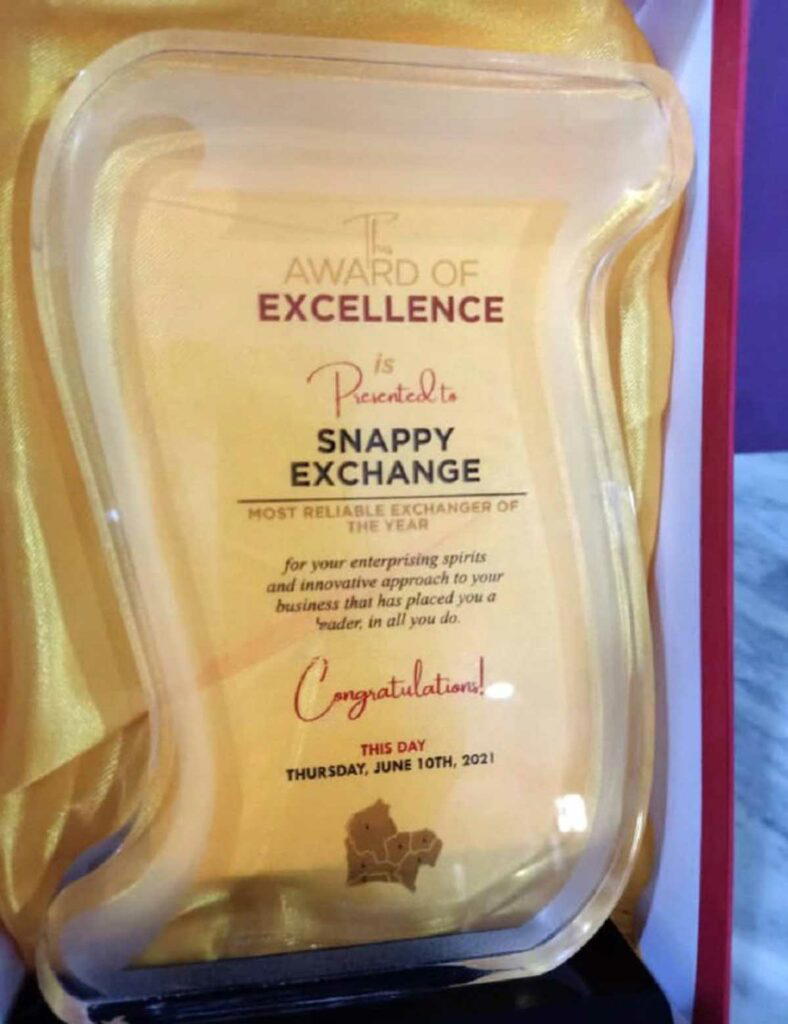 This
AWARD OF
EXCELLENCE
is
Presented to
SNAPPY
EXCHANGE
MOST RELIABLE EXCHANGER OF
THE YEAR
for your enterprising spirits
and innovative approach to your
business that has placed you a
leader, in all you do.
Congratulations!
THIS DAY
THURSDAY, JUNE 10TH, 2021